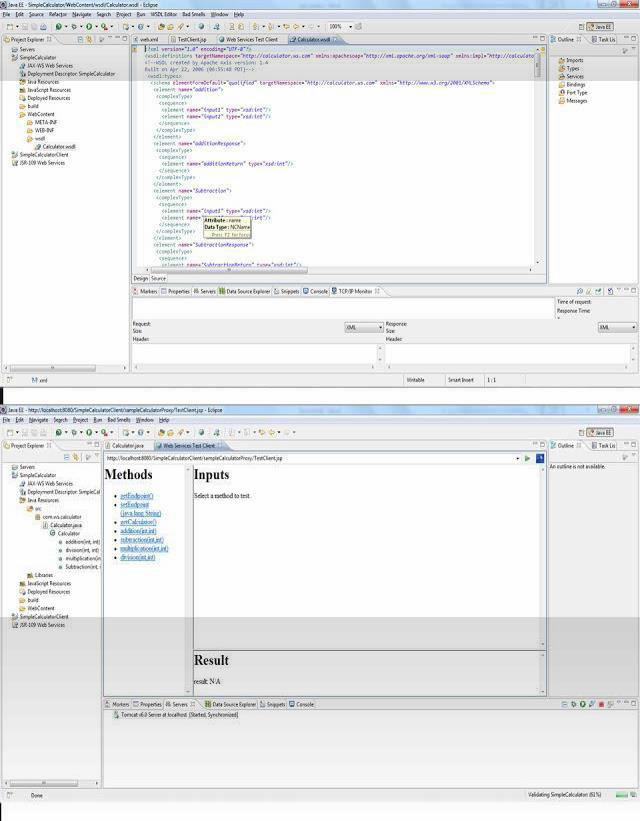 Java EE - SimpleCalculator/WebContent/wsdl/Calculator.wsdl - Eclipse
File Edit Navigate Search Project Run WSDL Editor Bad Smells Window Help
100%
Java EE
Project Explorer
web.xml TestClient.jsp Web Services Test Client Calculator.wsdl
Outline Task Lis
Servers
SimpleCalculator
JAX-WS Web Services
Deployment Descriptor: SimpleCalculator
Java Resources
JavaScript Resources
Deployed Resources
build
WebContent
META-INF
WEB-INF
wsdl
Calculator.wsdl
SimpleCalculatorClient
JSR-109 Web Services
<?xml version="1.0" encoding="UTF-8"?>
<wsdl:definitions targetNamespace="http://calculator.ws.com" xmlns:apachesoap="http://xml.apache.org/xml-soap" xmlns:impl="http://calculator.
<!--WSDL created by Apache Axis version: 1.4
Built on Apr 22, 2006 (06:55:48 PDT)-->
<wsdl:types>
<schema elementFormDefault="qualified" targetNamespace="http://calculator.ws.com" xmlns="http://www.w3.org/2001/XMLSchema">
<element name="addition">
<complexType>
<sequence>
<element name="input1" type="xsd:int"/>
<element name="input2" type="xsd:int"/>
</sequence>
</complexType>
</element>
<element name="additionResponse">
<complexType>
<sequence>
<element name="additionReturn" type="xsd:int"/>
</sequence>
</complexType>
</element>
<element name="Subtraction">
<complexType>
<sequence>
<element name="input1" type="xsd:int"/>
<element name=
</sequence>
</complexType>
</element>
<element name="SubtractionResponse">
<complexType>
<sequence>
<element name="SubtractionReturn" type="xsd:int"/>
Attribute : name
Data Type : NCName
Press 'F2' for focus
Imports
Types
Services
Bindings
Port Type
Messages
Design Source
Markers Properties Servers Data Source Explorer Snippets Console TCP/IP Monitor
Time of request:
Response Time:
Request:
Size:
Header:
XML
Response:
Size:
Header:
XML
xml
Writable Smart Insert 1 : 1
Java EE - http://localhost:8080/SimpleCalculatorClient/sampleCalculatorProxy/TestClient.jsp - Eclipse
File Edit Navigate Search Project Run Bad Smells Window Help
Java EE
Project Explorer
Calculator.java Web Services Test Client
Outline Task Lis
http://localhost:8080/SimpleCalculatorClient/sampleCalculatorProxy/TestClient.jsp
An outline is not available.
Servers
SimpleCalculator
JAX-WS Web Services
Deployment Descriptor: SimpleCal
Java Resources
src
com.ws.calculator
Calculator.java
Calculator
addition(int, int)
division(int, int)
multiplication(in
Subtraction(int, i
Libraries
JavaScript Resources
Deployed Resources
build
WebContent
SimpleCalculatorClient
JSR-109 Web Services
Methods
getEndpoint()
setEndpoint
(java.lang.String)
getCalculator()
addition(int,int)
subtraction(int,int)
multiplication(int,int)
division(int,int)
Inputs
Select a method to test.
Result
result: N/A
Markers Properties Servers Data Source Explorer Snippets Console
Tomcat v6.0 Server at localhost [Started, Synchronized]
Done
Validating SimpleCalculator: (61%)